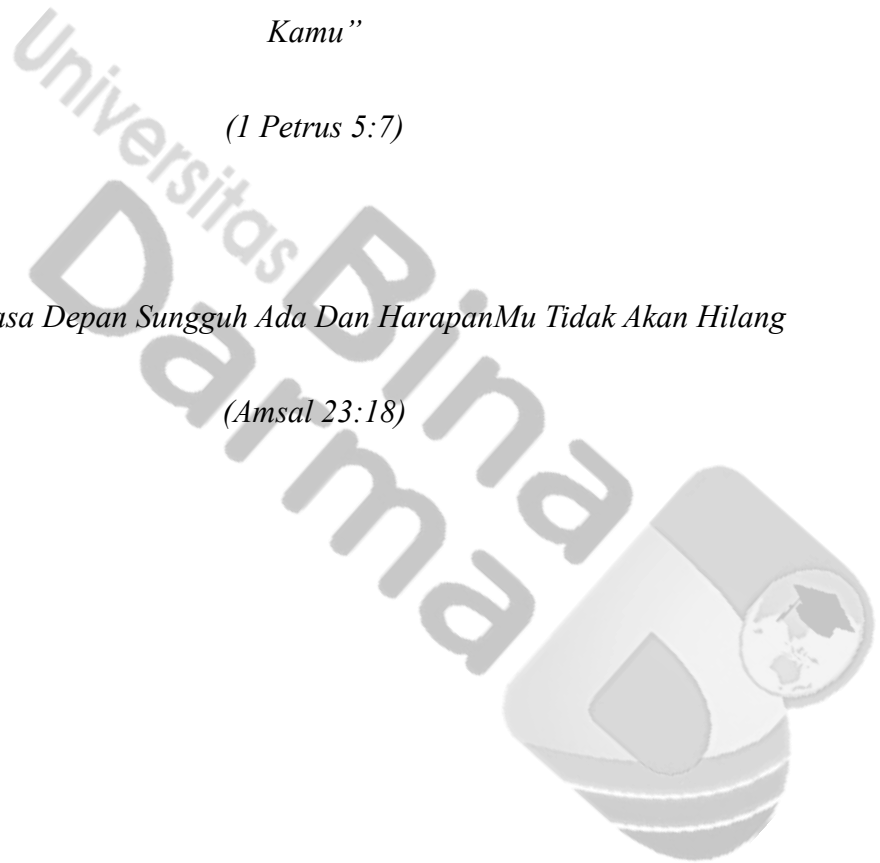 Kamu”
(1 Petrus 5:7)
asa Depan Sungguh Ada Dan HarapanMu Tidak Akan Hilang
(Amsal 23:18)
Universitas
Bina
Darma